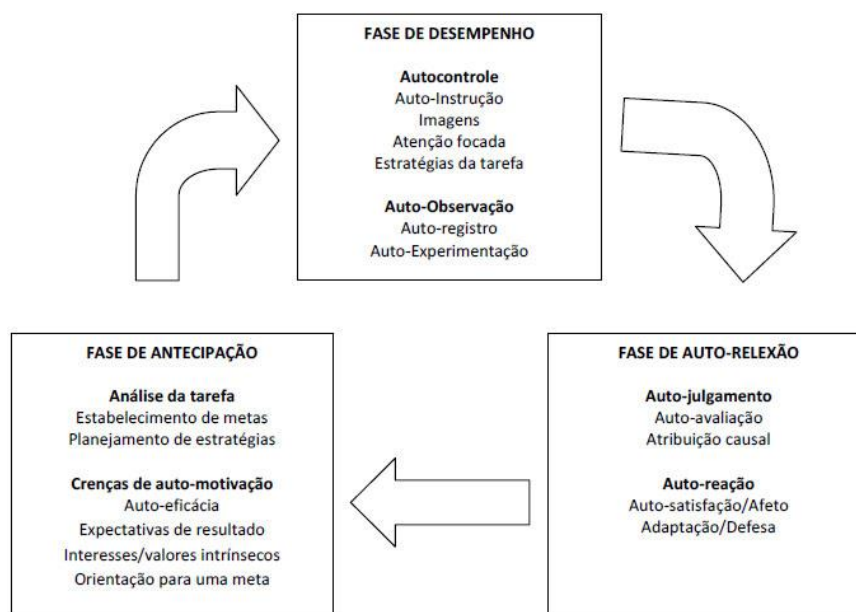 FASE DE DESEMPENHO
Autocontrole
Auto-Instrução
Imagens
Atenção focada
Estratégias da tarefa
Auto-Observação
Auto-registro
Auto-Experimentação
FASE DE ANTECIPAÇÃO
Análise da tarefa
Estabelecimento de metas
Planejamento de estratégias
Crenças de auto-motivação
Auto-eficácia
Expectativas de resultado
Interesses/valores intrínsecos
Orientação para uma meta
FASE DE AUTO-RELEXÃO
Auto-julgamento
Auto-avaliação
Atribuição causal
Auto-reação
Auto-satisfação/Afeto
Adaptação/Defesa